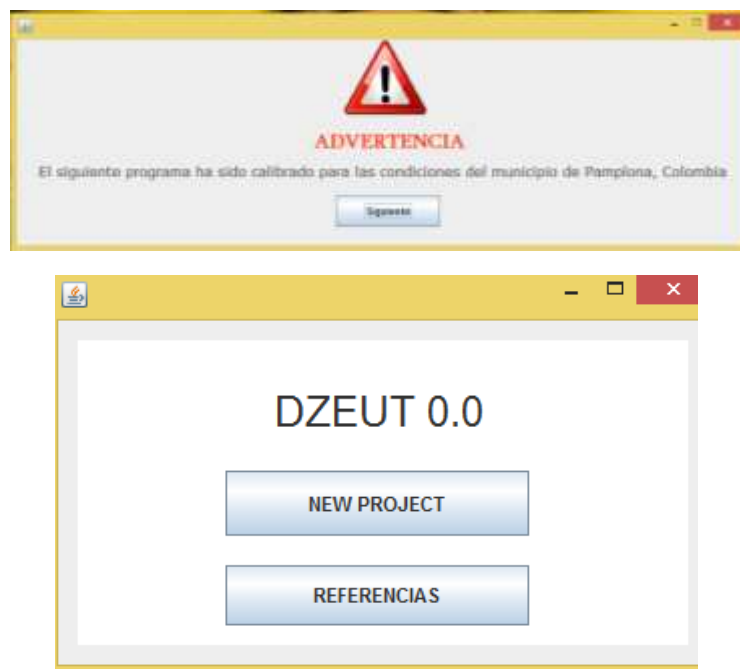 ADVERTENCIA
El siguiente programa ha sido calibrado para las condiciones del municipio de Pamplona, Colombia
Siguiente
DZEUT 0.0
NEW PROJECT
REFERENCIAS